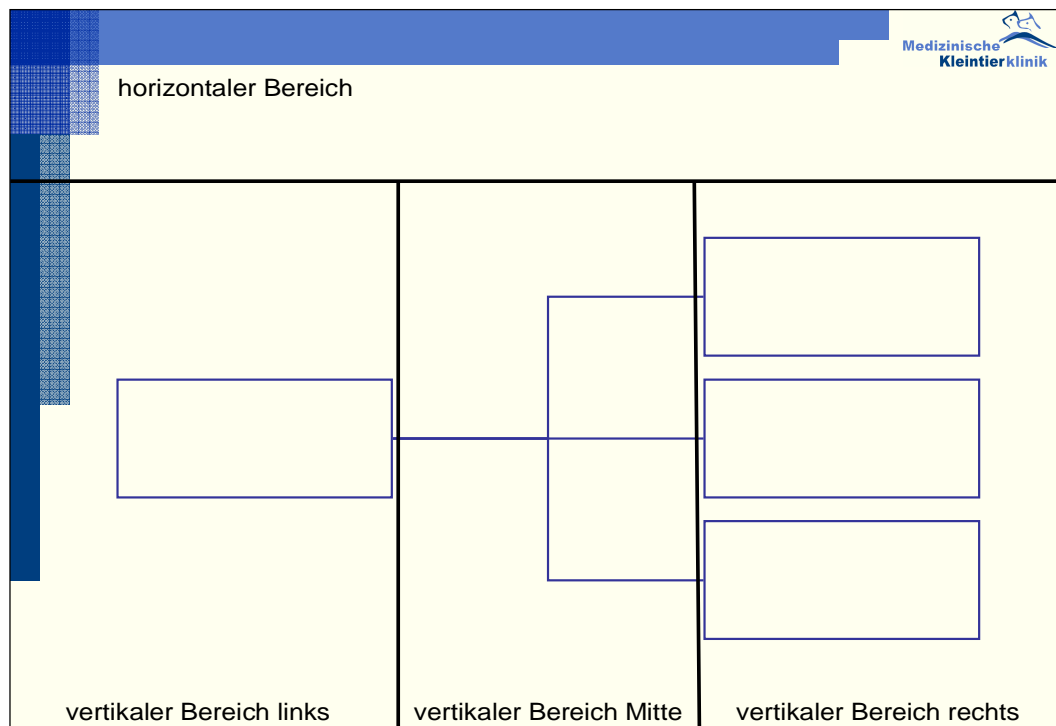 Medizinische
Kleintierklinik
horizontaler Bereich
vertikaler Bereich links
vertikaler Bereich Mitte
vertikaler Bereich rechts